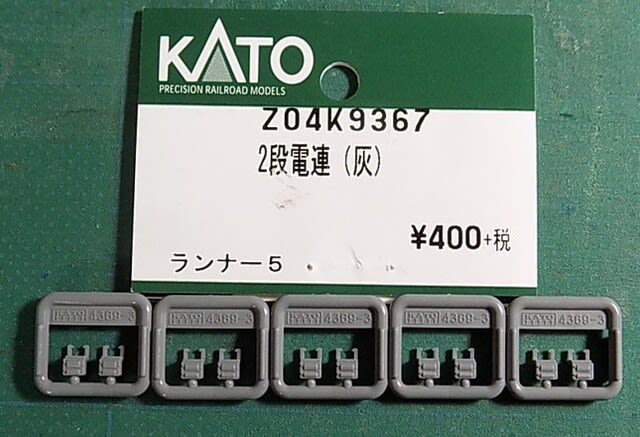 KATO
PRECISION RAILROAD MODELS
Z04K9367
2段電連(灰)
¥400+税
ランナー5
KATO 4369-3
KATO 4369-3
KATO 4369-3
KATO 4369-3
KATO 4369-3